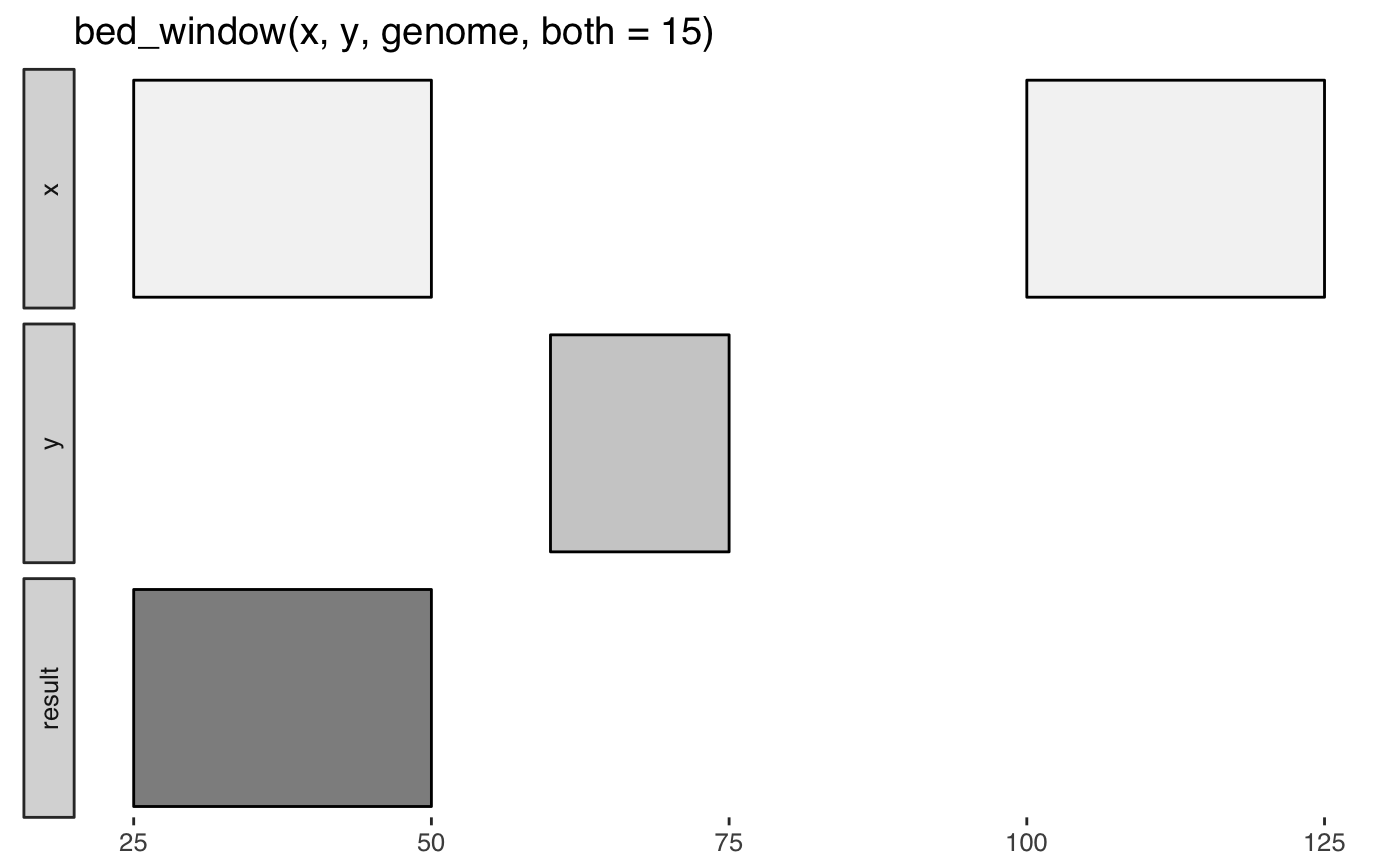 bed_window(x, y, genome, both = 15)
x
y
result
25 50 75 100 125